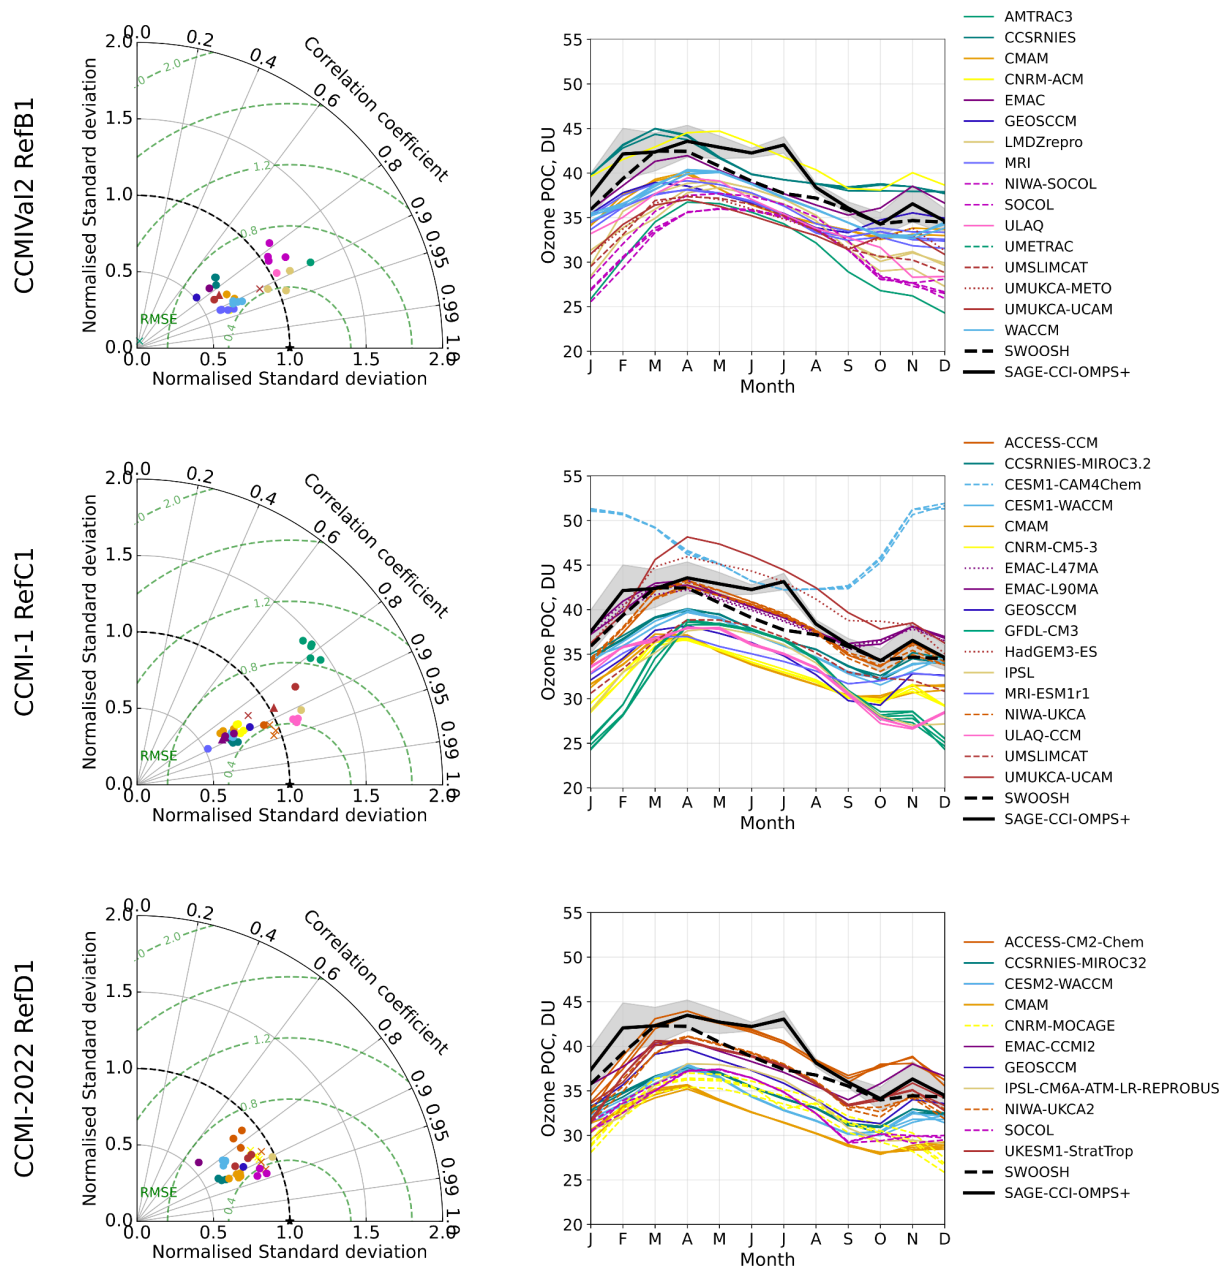 CCMIVal2 RefB1
Normalised Standard deviation
0.0
0.5
1.0
1.5
2.0
0.0
0.2
0.4
0.6
0.8
0.9
0.95
0.99
1.0
Correlation coefficient
2.0
1.2
0.8
0.4
RMSE
0.0 0.5 1.0 1.5 2.0
Normalised Standard deviation
Ozone POC, DU
55
50
45
40
35
30
25
20
J F M A M J J A S O N D
Month
AMTRAC3
CCSRNIES
CMAM
CNRM-ACM
EMAC
GEOSCCM
LMDZrepro
MRI
NIWA-SOCOL
SOCOL
ULAQ
UMETRAC
UMSLIMCAT
UMUKCA-METO
UMUKCA-UCAM
WACCM
SWOOSH
SAGE-CCI-OMPS+
CCMI-1 RefC1
Normalised Standard deviation
0.0
0.5
1.0
1.5
2.0
0.0
0.2
0.4
0.6
0.8
0.9
0.95
0.99
1.0
Correlation coefficient
2.0
1.2
0.8
0.4
RMSE
0.0 0.5 1.0 1.5 2.0
Normalised Standard deviation
Ozone POC, DU
55
50
45
40
35
30
25
20
J F M A M J J A S O N D
Month
ACCESS-CCM
CCSRNIES-MIROC3.2
CESM1-CAM4Chem
CESM1-WACCM
CMAM
CNRM-CM5-3
EMAC-L47MA
EMAC-L90MA
GEOSCCM
GFDL-CM3
HadGEM3-ES
IPSL
MRI-ESM1r1
NIWA-UKCA
ULAQ-CCM
UMSLIMCAT
UMUKCA-UCAM
SWOOSH
SAGE-CCI-OMPS+
CCMI-2022 RefD1
Normalised Standard deviation
0.0
0.5
1.0
1.5
2.0
0.0
0.2
0.4
0.6
0.8
0.9
0.95
0.99
1.0
Correlation coefficient
2.0
1.2
0.8
0.4
RMSE
0.0 0.5 1.0 1.5 2.0
Normalised Standard deviation
Ozone POC, DU
55
50
45
40
35
30
25
20
J F M A M J J A S O N D
Month
ACCESS-CM2-Chem
CCSRNIES-MIROC32
CESM2-WACCM
CMAM
CNRM-MOCAGE
EMAC-CCMI2
GEOSCCM
IPSL-CM6A-ATM-LR-REPROBUS
NIWA-UKCA2
SOCOL
UKESM1-StratTrop
SWOOSH
SAGE-CCI-OMPS+